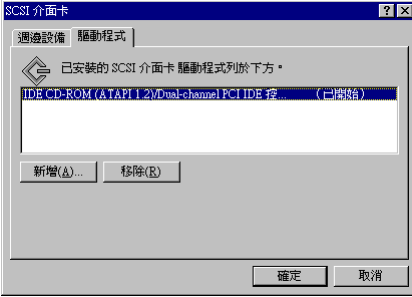 SCSI 介面卡
週邊設備 驅動程式
已安裝的 SCSI 介面卡 驅動程式列於下方。
IDE CD-ROM (ATAPI 1.2)/Dual-channel PCI IDE 控... (已開始)
新增(A)... 移除(R)
確定 取消